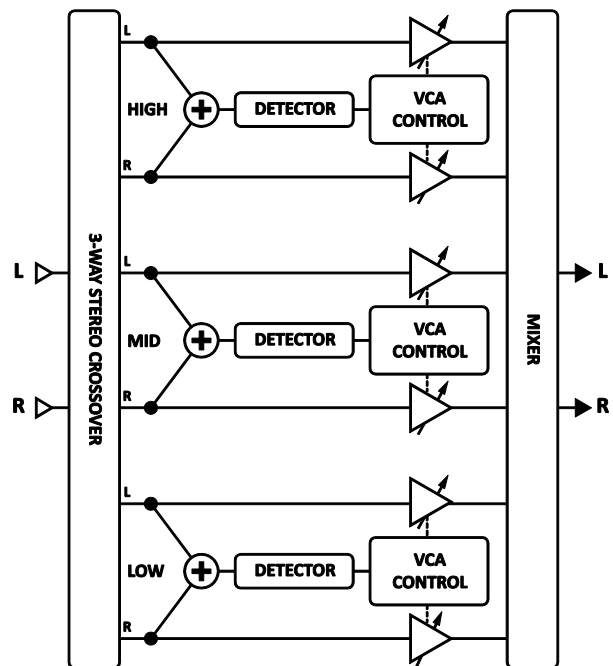 L
HIGH
DETECTOR
VCA
CONTROL
R
3-WAY STEREO CROSSOVER
L
R
L
MID
DETECTOR
VCA
CONTROL
R
MIXER
L
R
L
LOW
DETECTOR
VCA
CONTROL
R